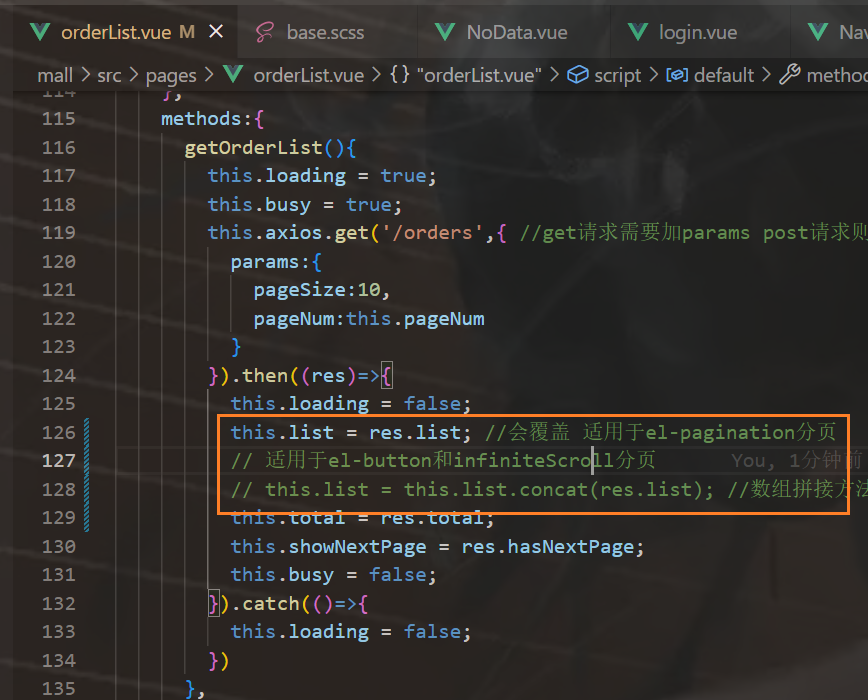 orderList.vue M
base.scss
NoData.vue
login.vue
Nav
mall > src > pages > orderList.vue > {} "orderList.vue" > script > default > metho
114 },
115 methods:{
116 getOrderList(){
117 this.loading = true;
118 this.busy = true;
119 this.axios.get('/orders',{ //get请求需要加params post请求则
120 params:{
121 pageSize:10,
122 pageNum:this.pageNum
123 }
124 }).then((res)=>{
125 this.loading = false;
126 this.list = res.list; //会覆盖 适用于el-pagination分页
127 // 适用于el-button和infiniteScroll分页 You, 1分钟前
128 // this.list = this.list.concat(res.list); //数组拼接方法
129 this.total = res.total;
130 this.showNextPage = res.hasNextPage;
131 this.busy = false;
132 }).catch(()=>{
133 this.loading = false;
134 })
135 },